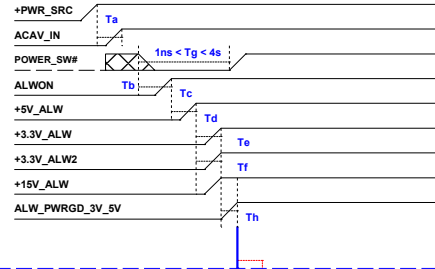 +PWR_SRC
Ta
ACAV_IN
1ns < Tg < 4s
POWER_SW#
Tb
ALWON
Tc
+5V_ALW
Td
+3.3V_ALW
Te
+3.3V_ALW2
Tf
+15V_ALW
ALW_PWRGD_3V_5V
Th